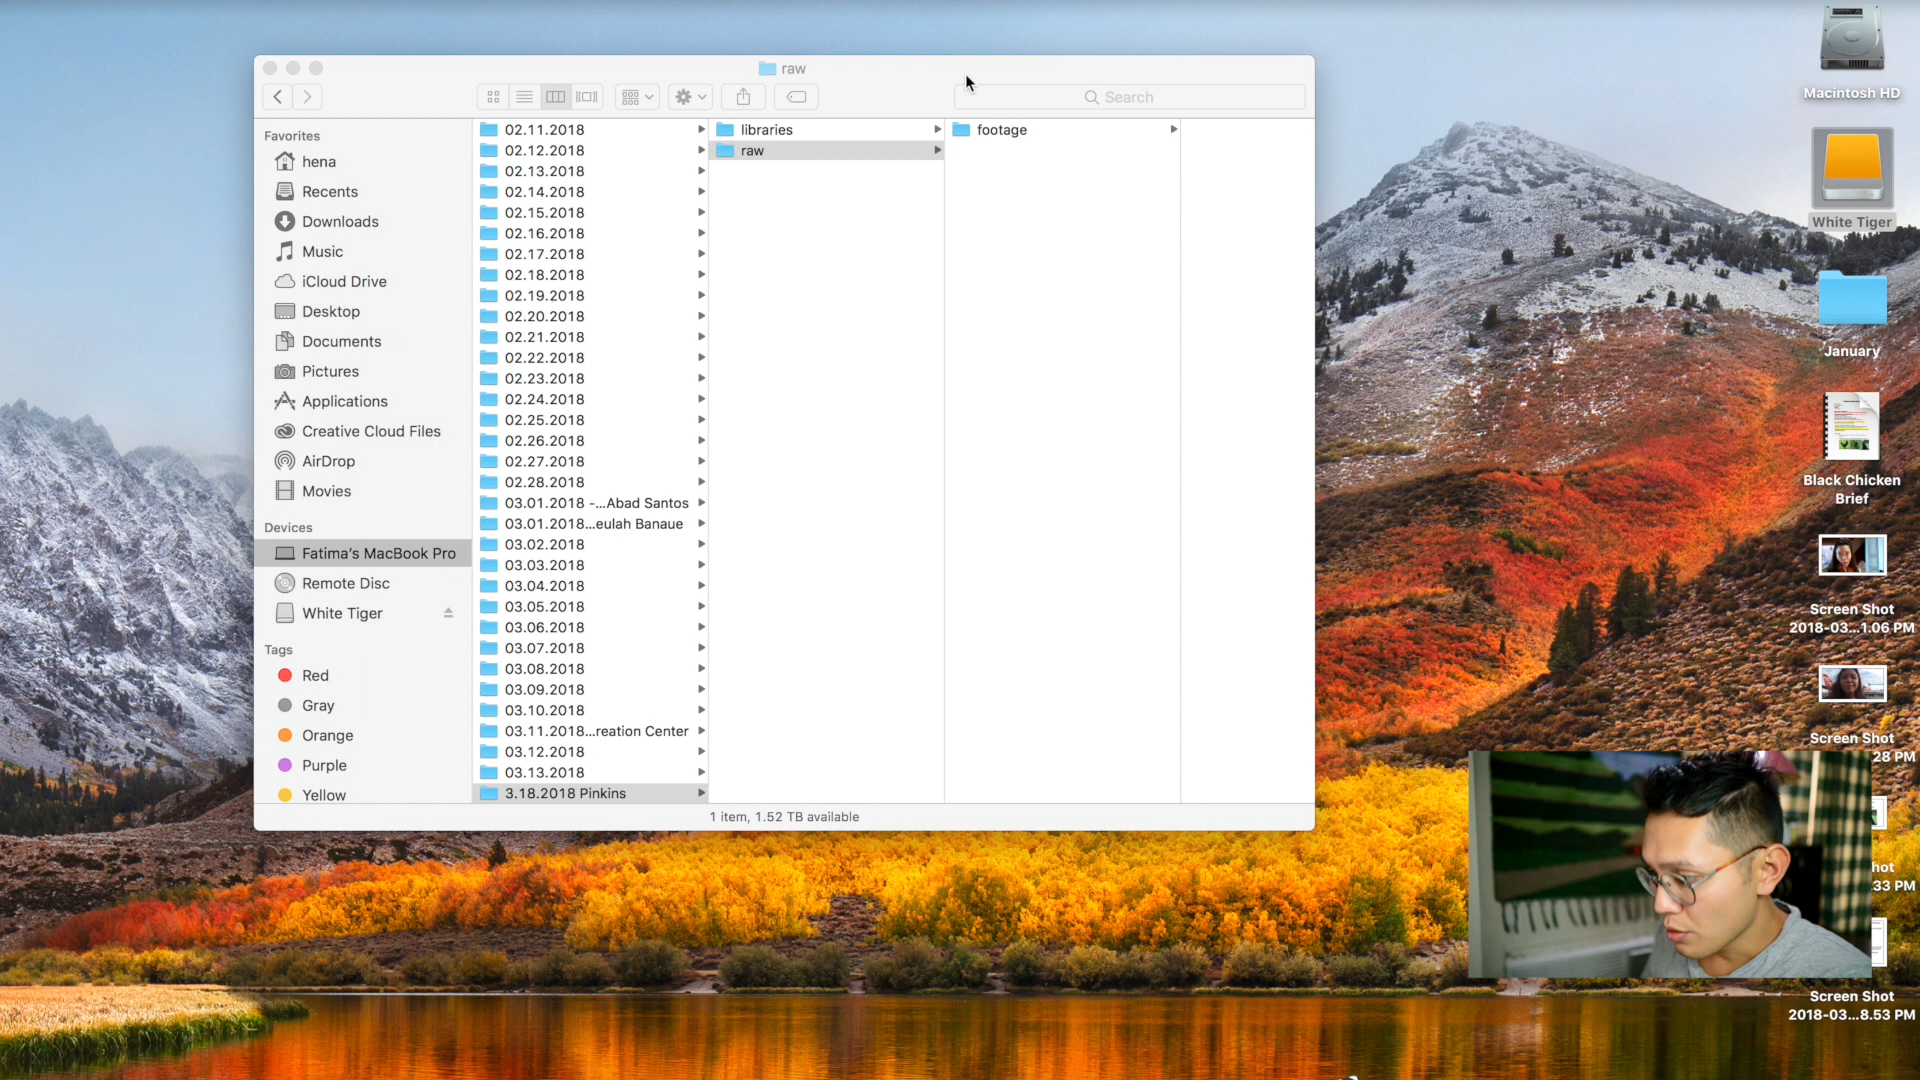 raw
Search
Favorites
hena
Recents
Downloads
Music
iCloud Drive
Desktop
Documents
Pictures
Applications
Creative Cloud Files
AirDrop
Movies
Devices
Fatima's MacBook Pro
Remote Disc
White Tiger
Tags
Red
Gray
Orange
Purple
Yellow
02.11.2018
02.12.2018
02.13.2018
02.14.2018
02.15.2018
02.16.2018
02.17.2018
02.18.2018
02.19.2018
02.20.2018
02.21.2018
02.22.2018
02.23.2018
02.24.2018
02.25.2018
02.26.2018
02.27.2018
02.28.2018
03.01.2018 -...Abad Santos
03.01.2018...eulah Banaue
03.02.2018
03.03.2018
03.04.2018
03.05.2018
03.06.2018
03.07.2018
03.08.2018
03.09.2018
03.10.2018
03.11.2018...reation Center
03.12.2018
03.13.2018
3.18.2018 Pinkins
libraries
raw
footage
1 item, 1.52 TB available
Macintosh HD
White Tiger
January
Black Chicken
Brief
Screen Shot
2018-03...1.06 PM
Screen Shot
28 PM
hot
33 PM
Screen Shot
2018-03...8.53 PM